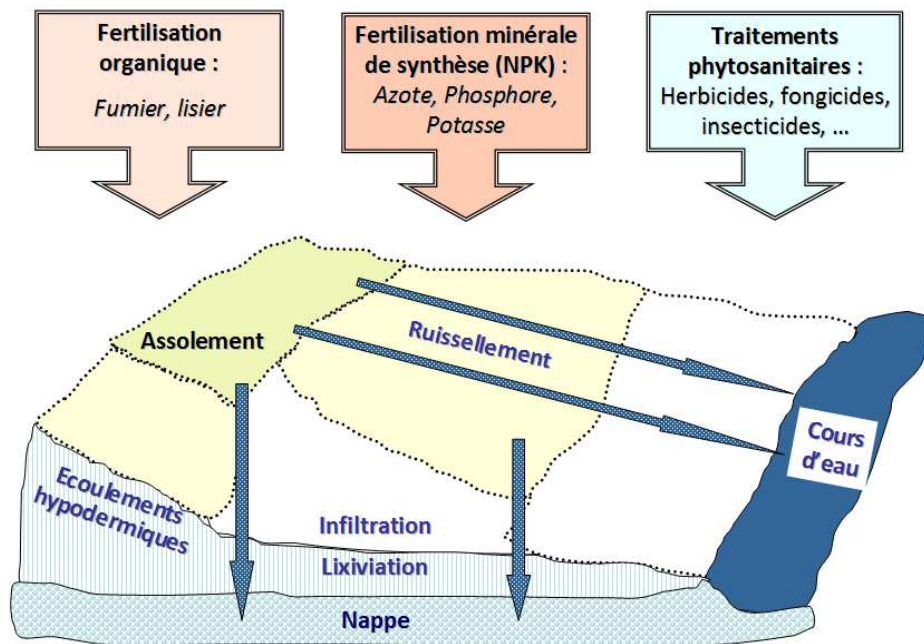 Fertilisation
organique :
Fumier, lisier
Fertilisation minérale
de synthèse (NPK) :
Azote, Phosphore,
Potasse
Traitements
phytosanitaires :
Herbicides, fongicides,
insecticides, ...
Assolement
Ruissellement
Cours
d'eau
Ecoulements
hypodermiques
Infiltration
Lixiviation
Nappe